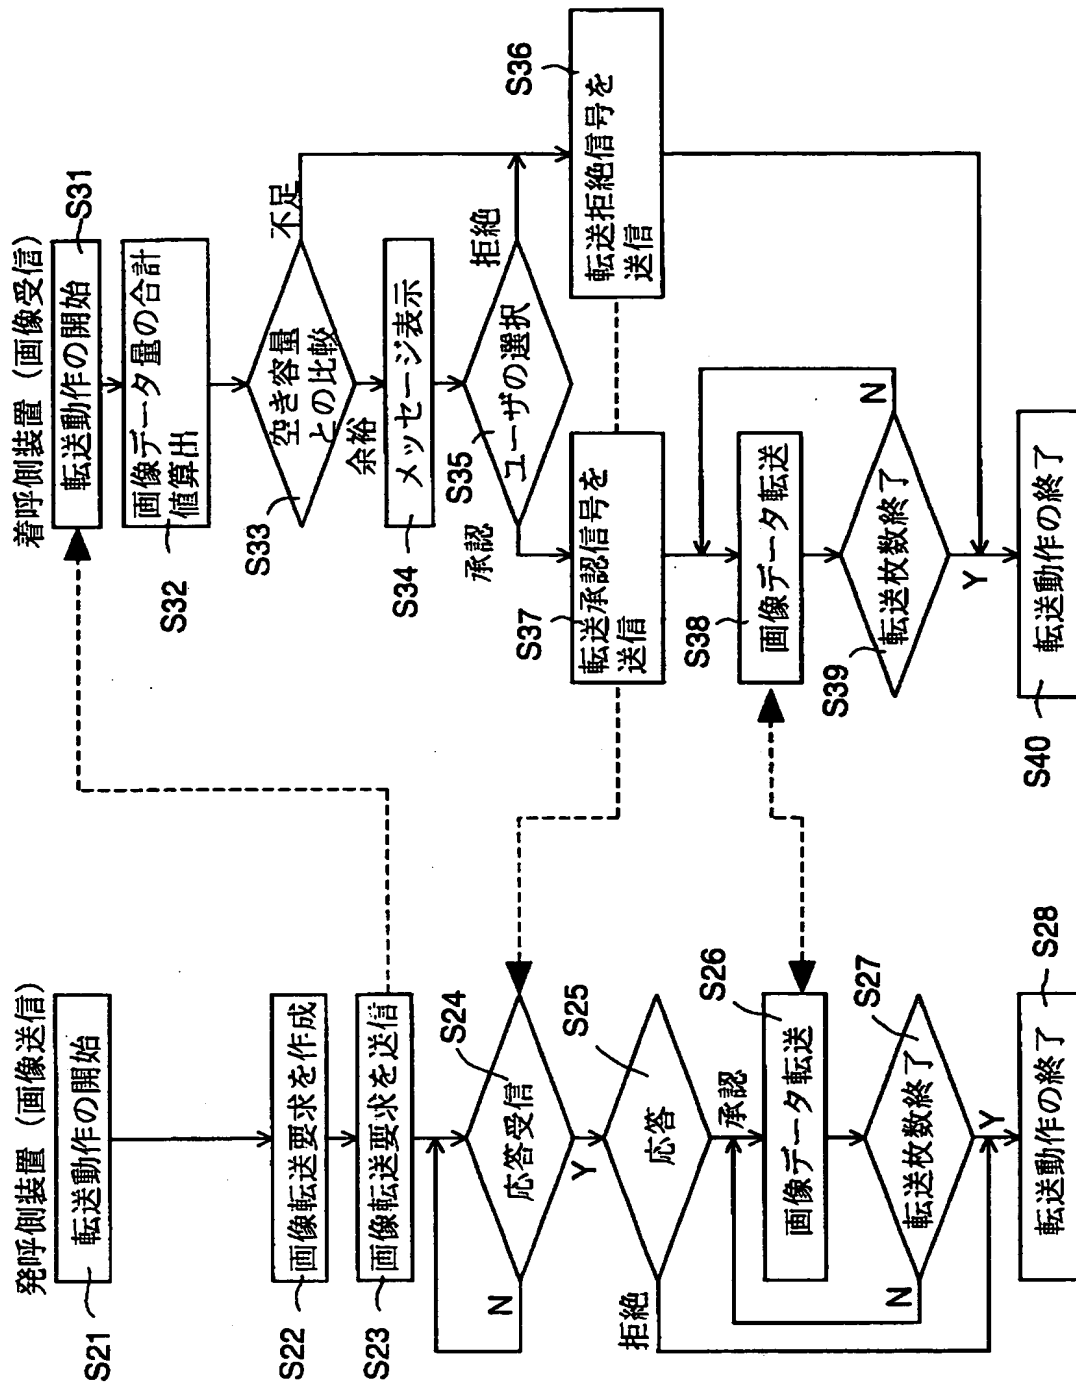 発呼側装置（画像送信）
転送動作の開始
S21
画像転送要求を作成
S22
画像転送要求を送信
S23
応答受信
S24
N
Y
応答
S25
拒絶
承認
画像データ転送
S26
転送枚数終了
S27
N
Y
転送動作の終了
S28
着呼側装置（画像受信）
転送動作の開始
S31
画像データ量の合計
値算出
S32
空き容量
との比較
S33
不足
余裕
メッセージ表示
S34
ユーザの選択
S35
拒絶
承認
転送拒絶信号を
送信
S36
転送承認信号を
送信
S37
画像データ転送
S38
転送枚数終了
S39
N
Y
転送動作の終了
S40